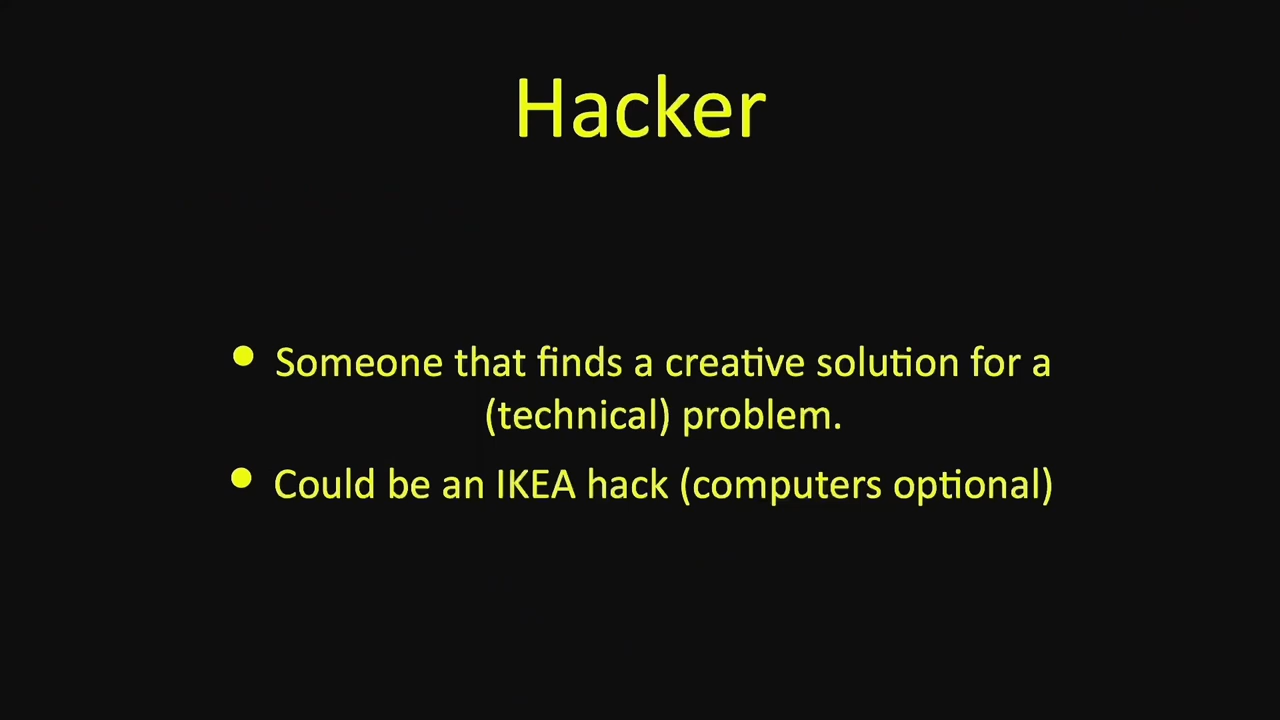 Hacker
• Someone that finds a creative solution for a
(technical) problem.
• Could be an IKEA hack (computers optional)